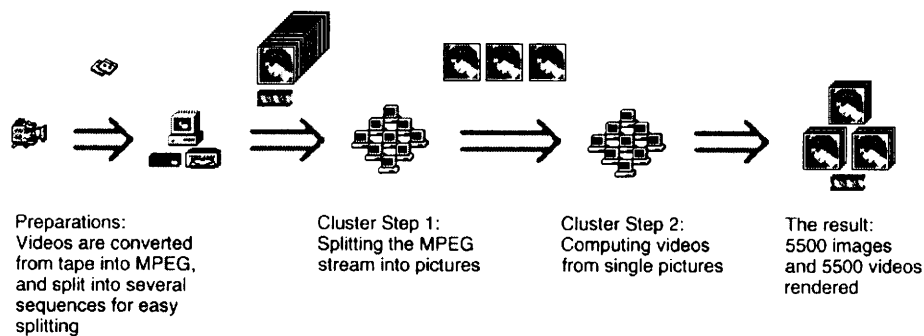 Preparations:
Videos are converted
from tape into MPEG,
and split into several
sequences for easy
splitting
Cluster Step 1:
Splitting the MPEG
stream into pictures
Cluster Step 2:
Computing videos
from single pictures
The result:
5500 images
and 5500 videos
rendered